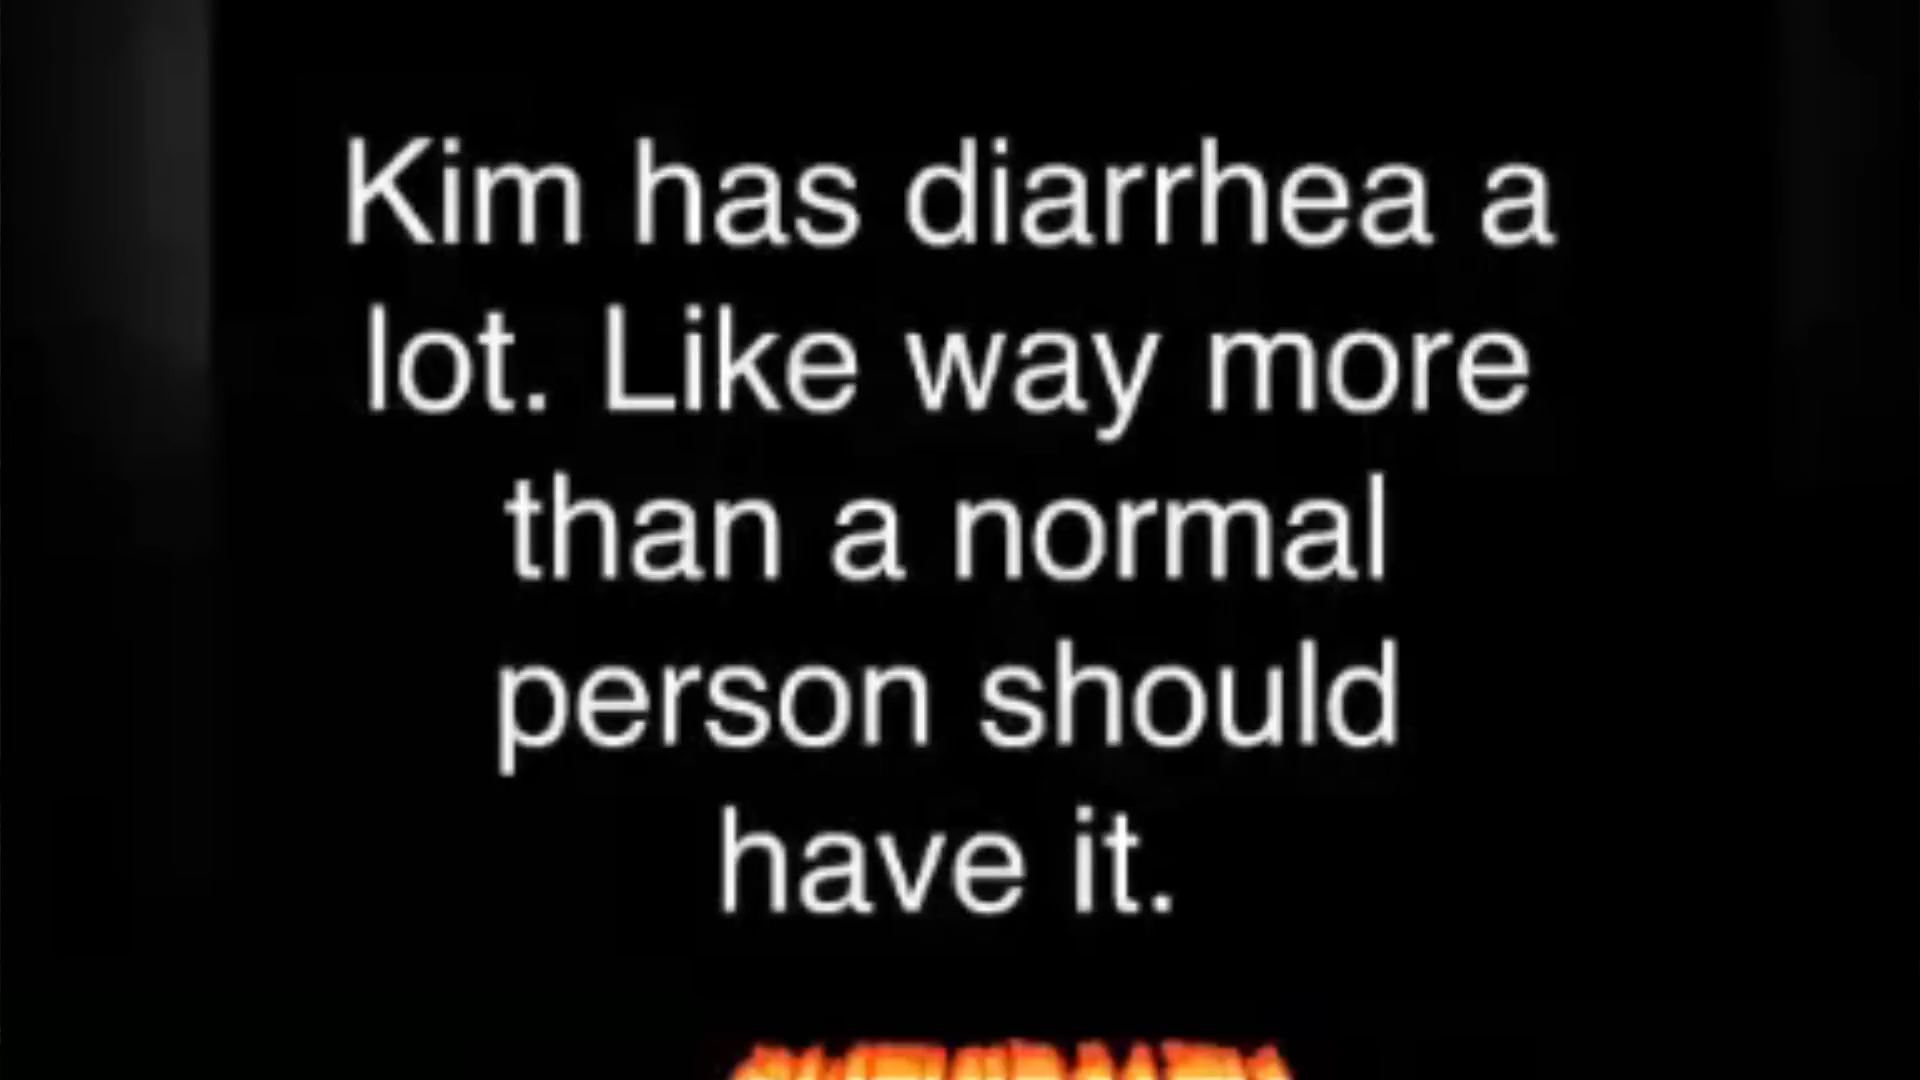 Kim has diarrhea a
lot. Like way more
than a normal
person should
have it.